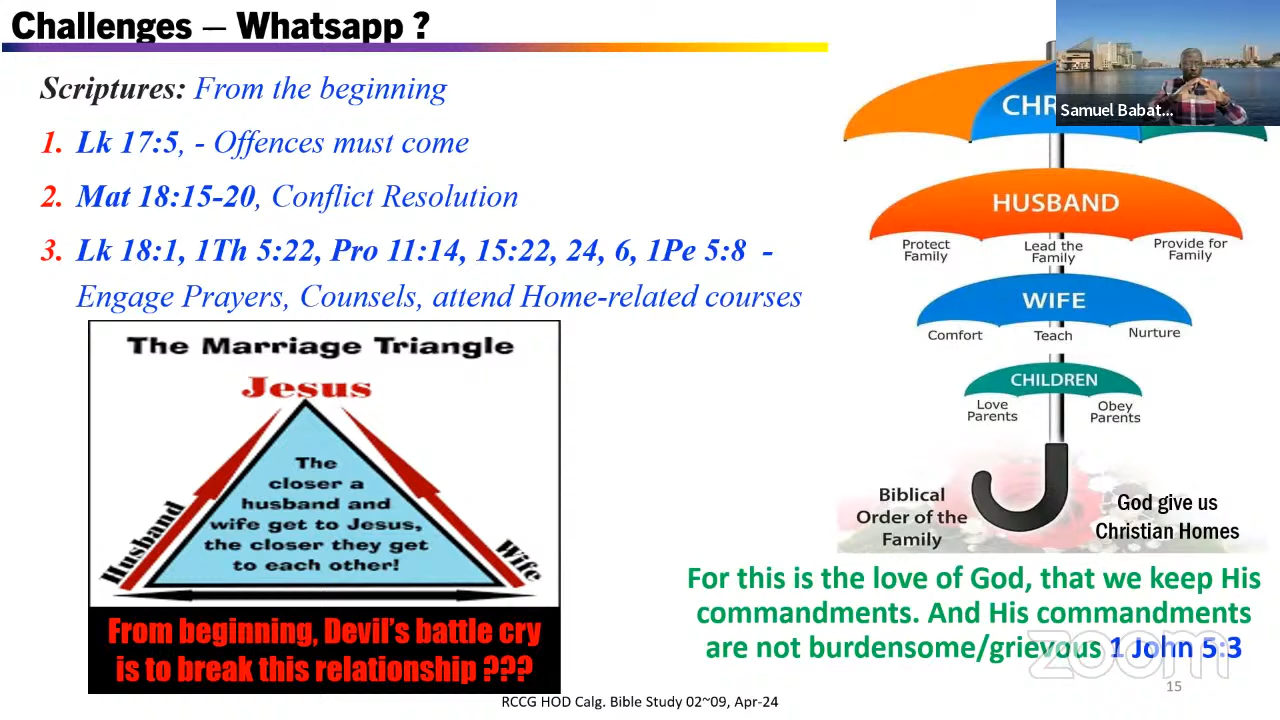 Challenges – Whatsapp ?
Scriptures: From the beginning
1. Lk 17:5, - Offences must come
2. Mat 18:15-20, Conflict Resolution
3. Lk 18:1, 1Th 5:22, Pro 11:14, 15:22, 24, 6, 1Pe 5:8 -
Engage Prayers, Counsels, attend Home-related courses
The Marriage Triangle
Jesus
Husband
The
closer a
husband and
wife get to Jesus,
the closer they get
to each other!
Wife
From beginning, Devil's battle cry
is to break this relationship ???
Samuel Babat...
CHR
HUSBAND
Protect
Family
Lead the
Family
Provide for
Family
WIFE
Comfort
Teach
Nurture
CHILDREN
Love
Parents
Obey
Parents
Biblical
Order of the
Family
God give us
Christian Homes
For this is the love of God, that we keep His
commandments. And His commandments
are not burdensome/grievous 1 John 5:3
zoom
15
RCCG HOD Calg. Bible Study 02~09, Apr-24